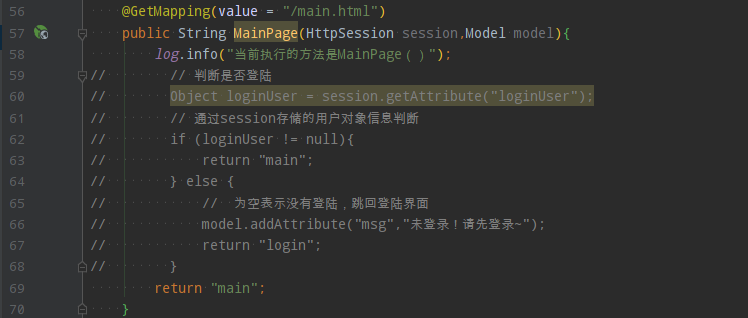 56 @GetMapping(value = "/main.html")
57 public String MainPage(HttpSession session,Model model){
58 log.info("当前执行的方法是MainPage（）");
59 // // 判断是否登陆
60 // Object loginUser = session.getAttribute("loginUser");
61 // // 通过session存储的用户对象信息判断
62 // if (loginUser != null){
63 // return "main";
64 // } else {
65 // // 为空表示没有登陆，跳回登陆界面
66 // model.addAttribute("msg","未登录！请先登录~");
67 // return "login";
68 // }
69 return "main";
70 }